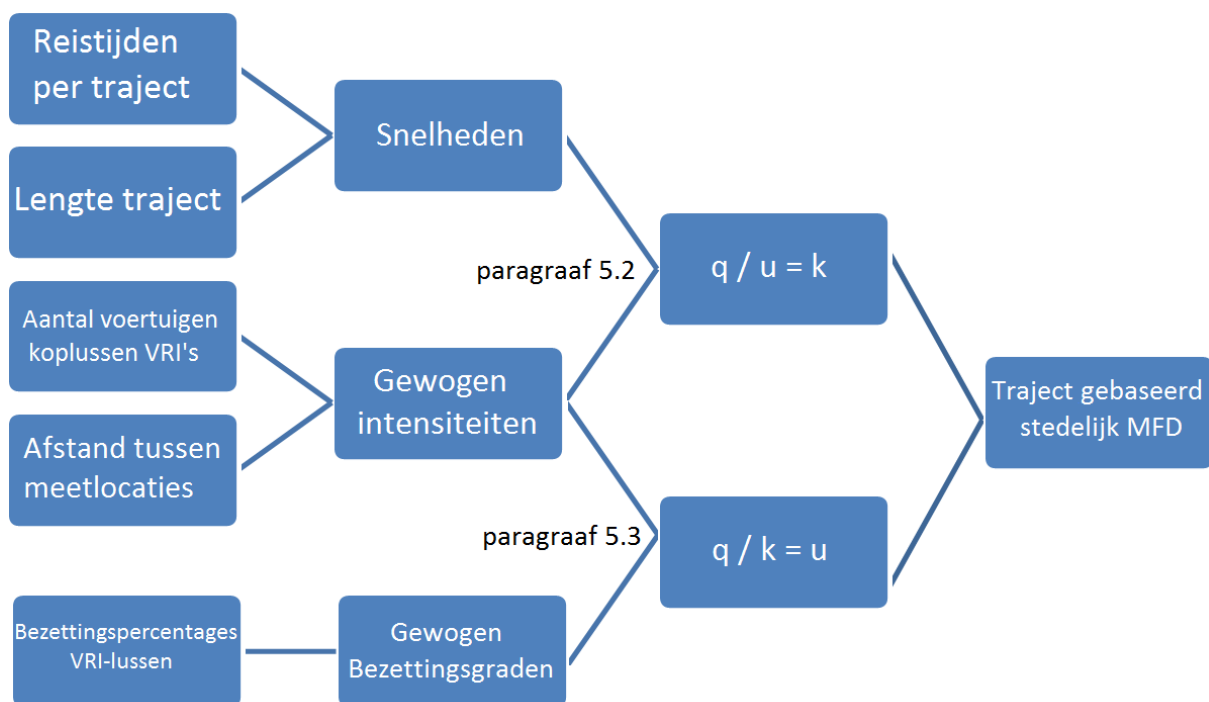 Reistijden
per traject
Lengte traject
Aantal voertuigen
koplussen VRI's
Afstand tussen
meetlocaties
Bezettingspercentages
VRI-lussen
Snelheden
Gewogen
intensiteiten
Gewogen
Bezettingsgraden
paragraaf 5.2
paragraaf 5.3
q / u = k
q / k = u
Traject gebaseerd
stedelijk MFD